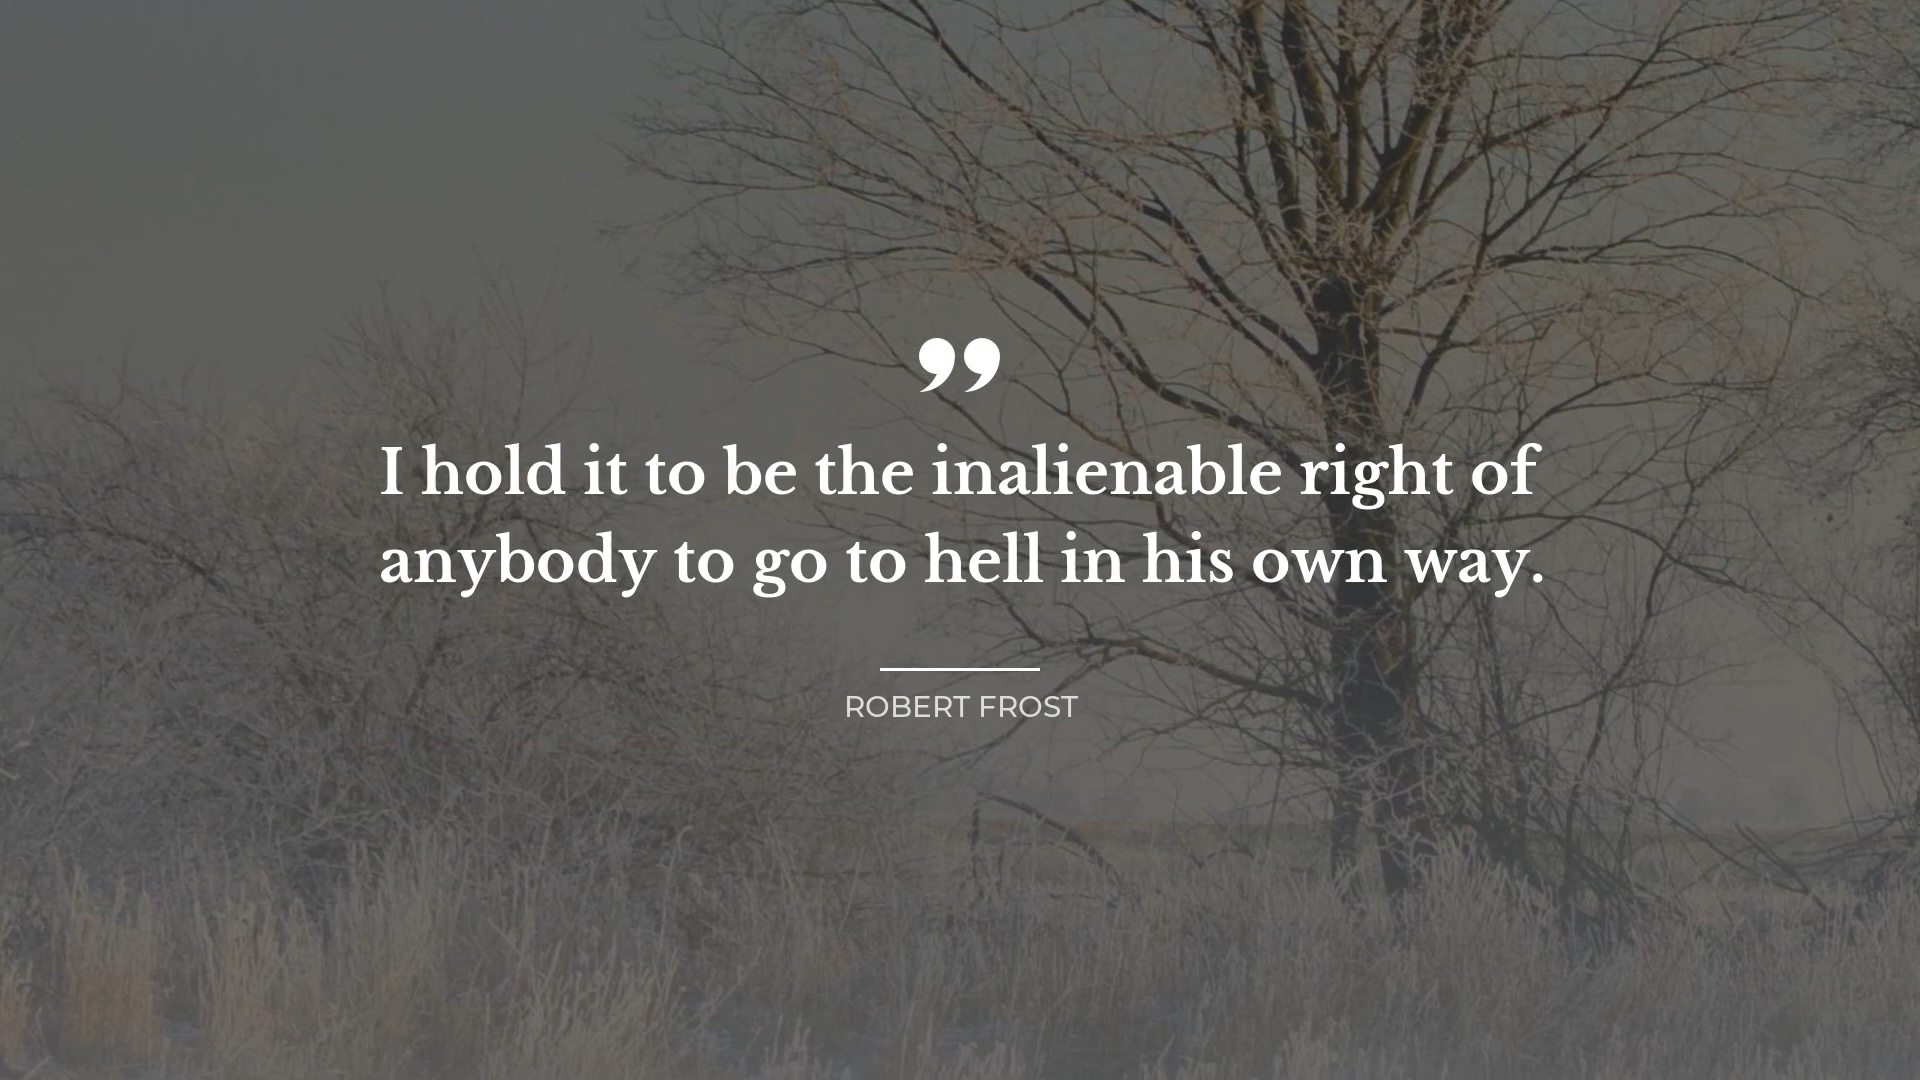 ”
I hold it to be the inalienable right of
anybody to go to hell in his own way.
ROBERT FROST